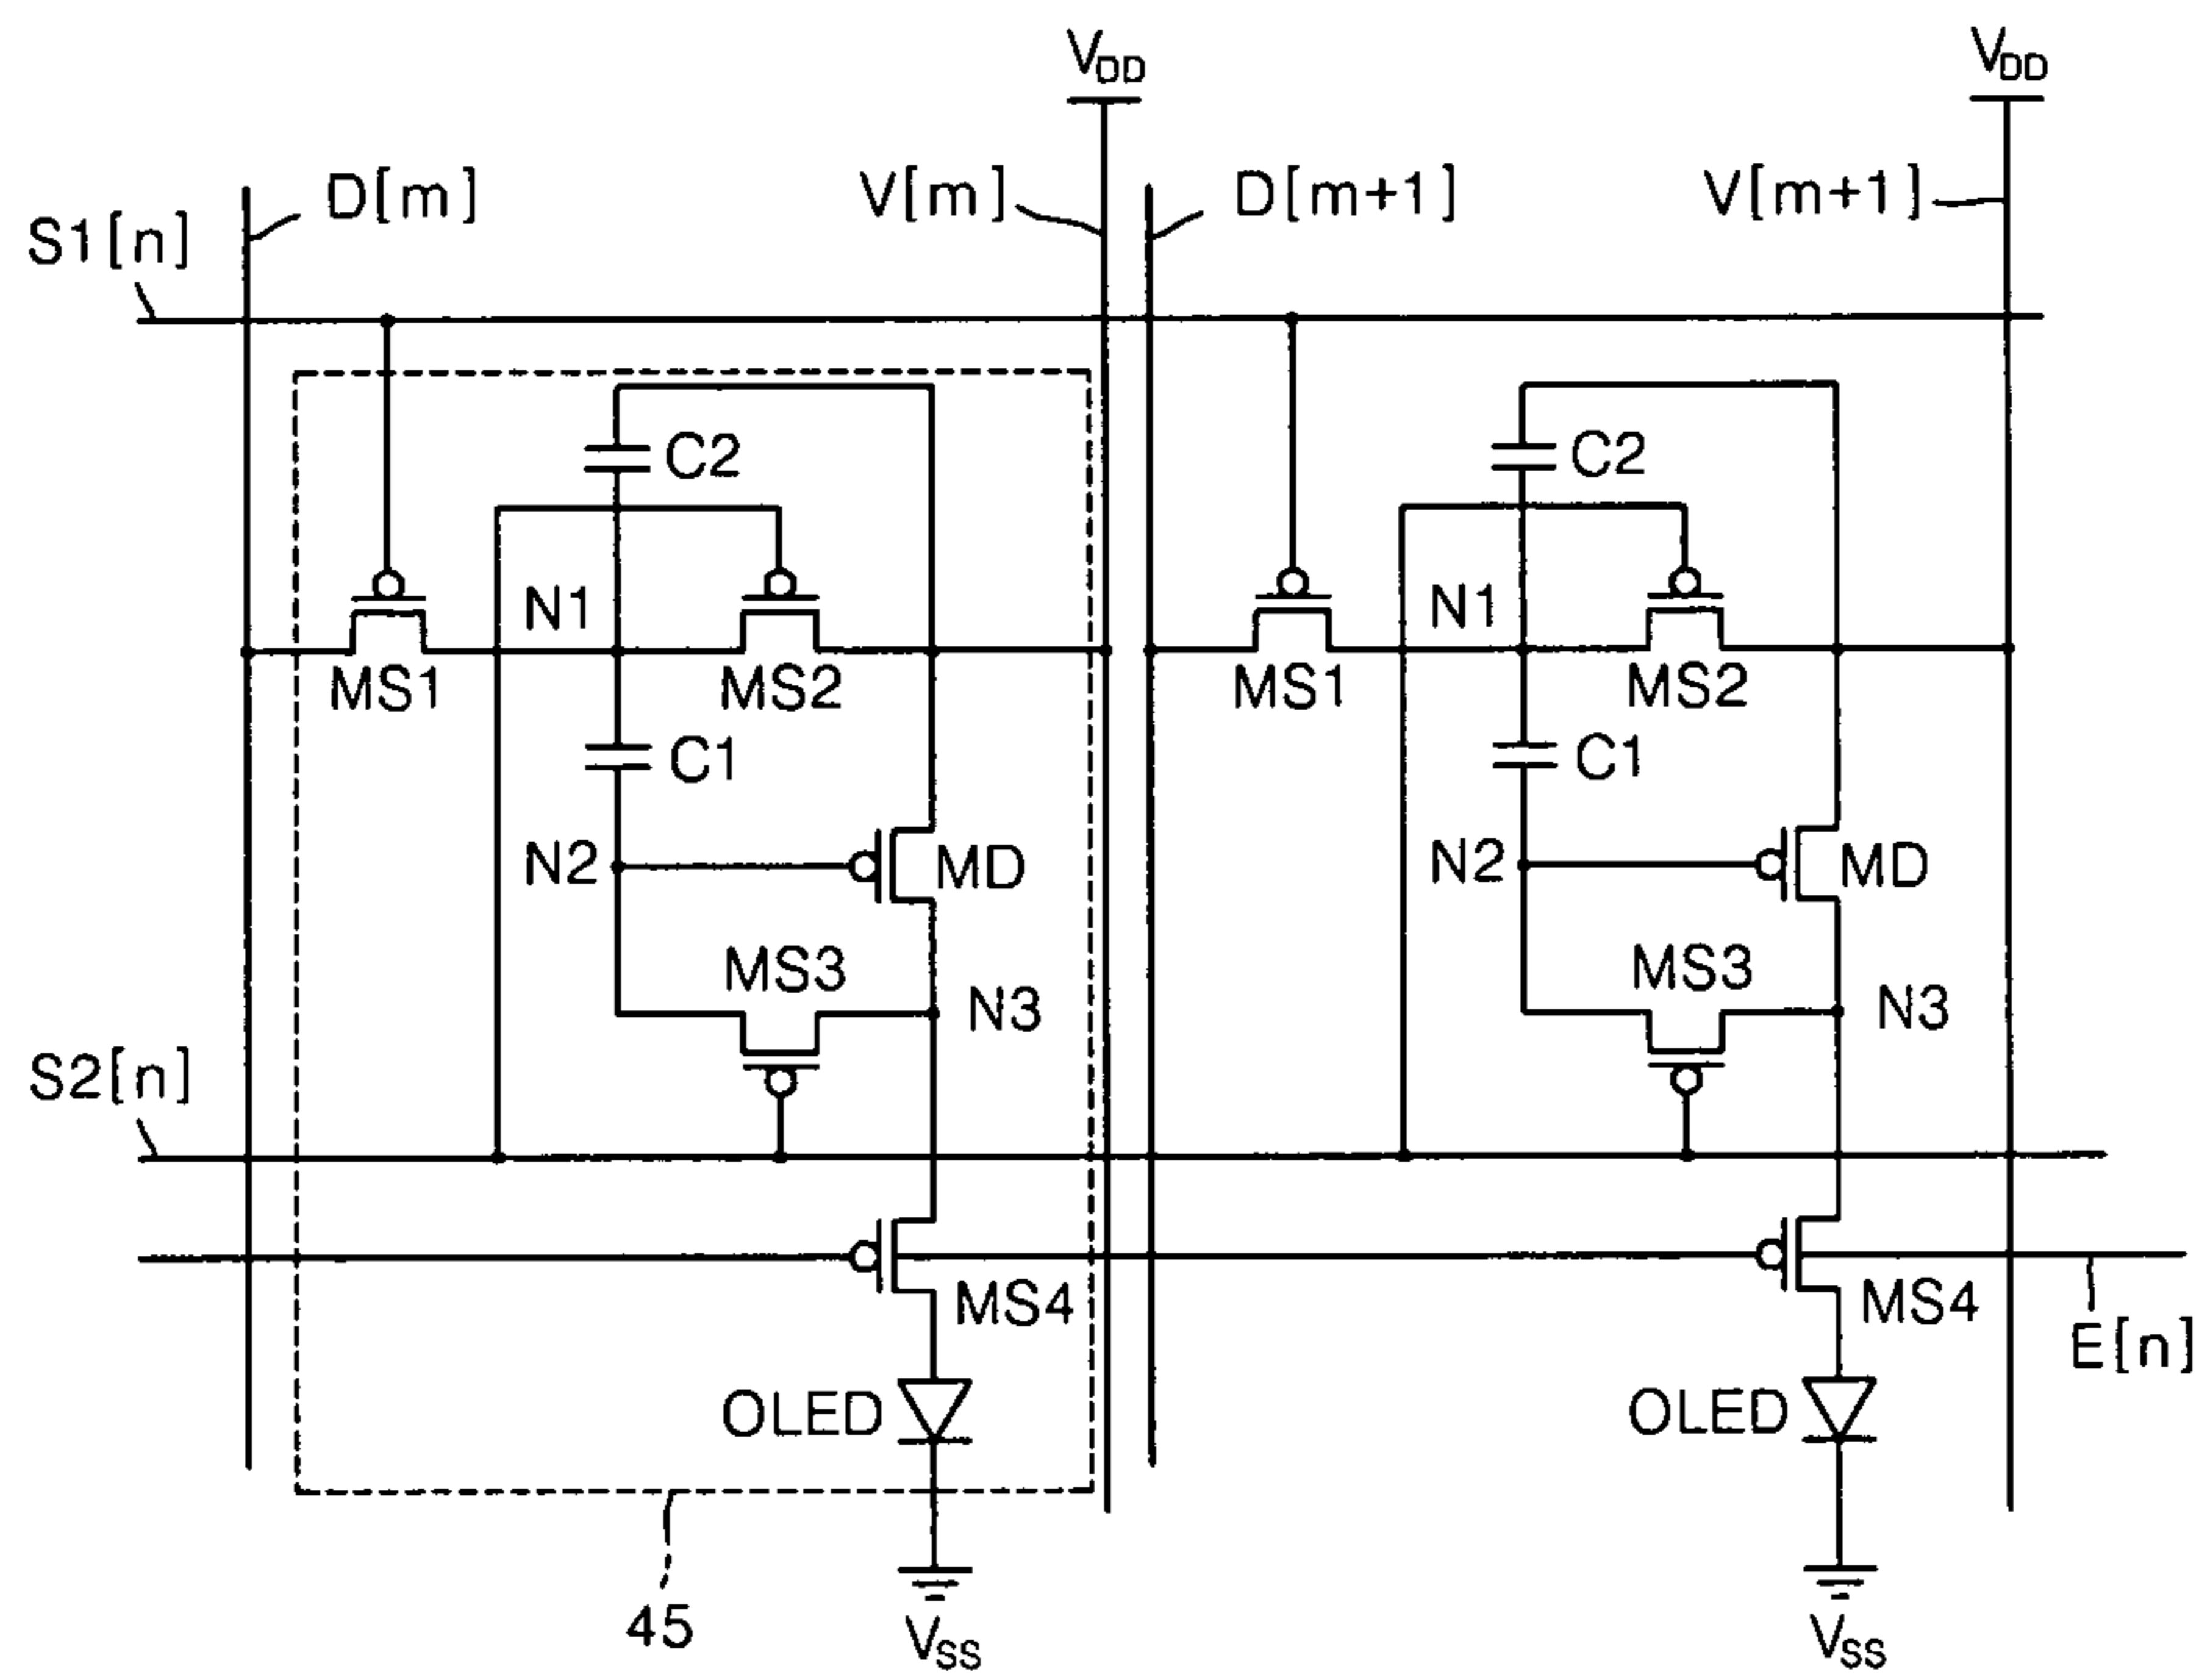 VDD VDD
D[m] V[m] D[m+1] V[m+1]
S1[n]
C2 C2
N1 N1
MS1 MS2 MS1 MS2
C1 C1
N2 MD N2 MD
MS3 MS3
N3 N3
S2[n]
MS4 MS4
E[n]
OLED OLED
45
VSS VSS